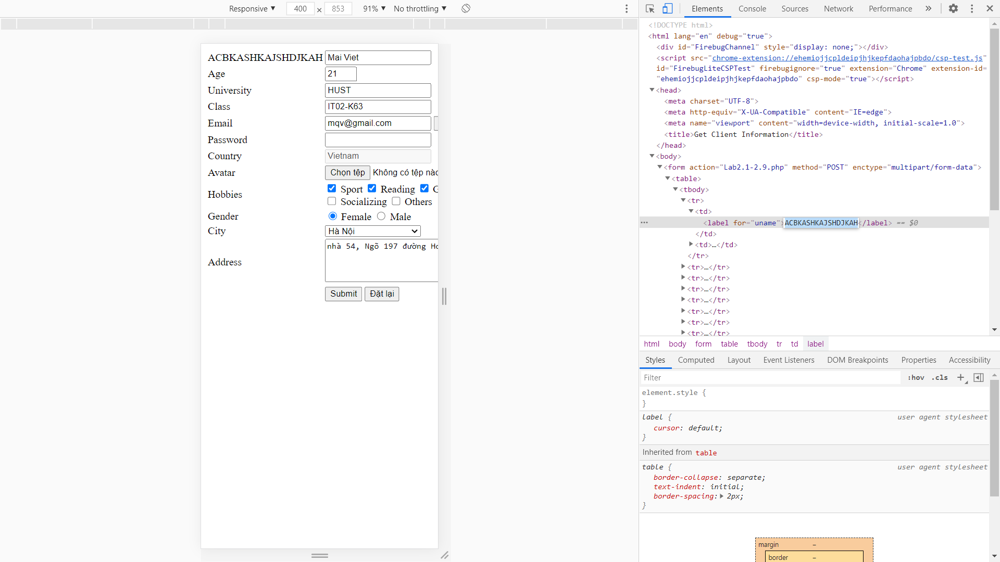 Responsive ▼ 400 × 853 91% ▼ No throttling ▼
ACBKASHKAJSHDJKAH Mai Viet
Age 21
University HUST
Class IT02-K63
Email mqv@gmail.com
Password
Country Vietnam
Avatar Chọn tệp Không có tệp nào
Hobbies
Sport Reading G
Socializing Others
Gender Female Male
City Hà Nội
Address
nhà 54, Ngõ 197 đường Ho
Submit Đặt lại
Elements Console Sources Network Performance »
<!DOCTYPE html>
<html lang="en" debug="true">
<div id="FirebugChannel" style="display: none;"></div>
<script src="chrome-extension://ehemiojjcpldeipjhjkepfdaohajpbdo/csp-test.js"
id="FirebugLiteCSPTest" firebugignore="true" extension="Chrome" extension-id=
"ehemiojjcpldeipjhjkepfdaohajpbdo" csp-mode="true"></script>
▼<head>
<meta charset="UTF-8">
<meta http-equiv="X-UA-Compatible" content="IE=edge">
<meta name="viewport" content="width=device-width, initial-scale=1.0">
<title>Get Client Information</title>
</head>
▼<body>
▼<form action="Lab2.1-2.9.php" method="POST" enctype="multipart/form-data">
▼<table>
▼<tbody>
▼<tr>
▼<td>
… <label for="uname">ACBKASHKAJSHDJKAH</label> == $0
</td>
▶<td>…</td>
</tr>
▶<tr>…</tr>
▶<tr>…</tr>
▶<tr>…</tr>
▶<tr>…</tr>
▶<tr>…</tr>
▶<tr>…</tr>
▶<tr>…</tr>
html body form table tbody tr td label
Styles Computed Layout Event Listeners DOM Breakpoints Properties Accessibility
Filter :hov .cls +
element.style {
}
label { user agent stylesheet
cursor: default;
}
Inherited from table
table { user agent stylesheet
border-collapse: separate;
text-indent: initial;
border-spacing:▶ 2px;
}
margin –
border –